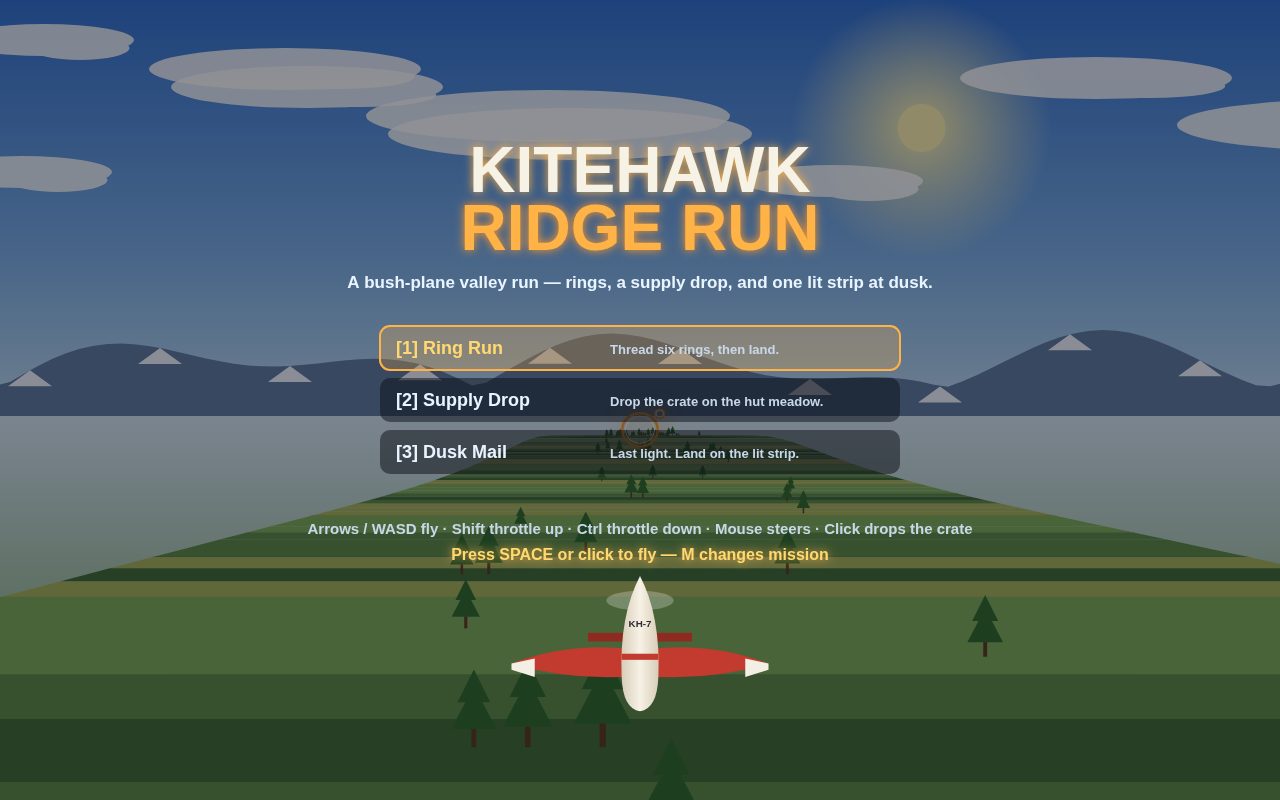 KITEHAWK
RIDGE RUN
A bush-plane valley run — rings, a supply drop, and one lit strip at dusk.
[1] Ring Run Thread six rings, then land.
[2] Supply Drop Drop the crate on the hut meadow.
[3] Dusk Mail Last light. Land on the lit strip.
Arrows / WASD fly · Shift throttle up · Ctrl throttle down · Mouse steers · Click drops the crate
Press SPACE or click to fly — M changes mission
KH-7